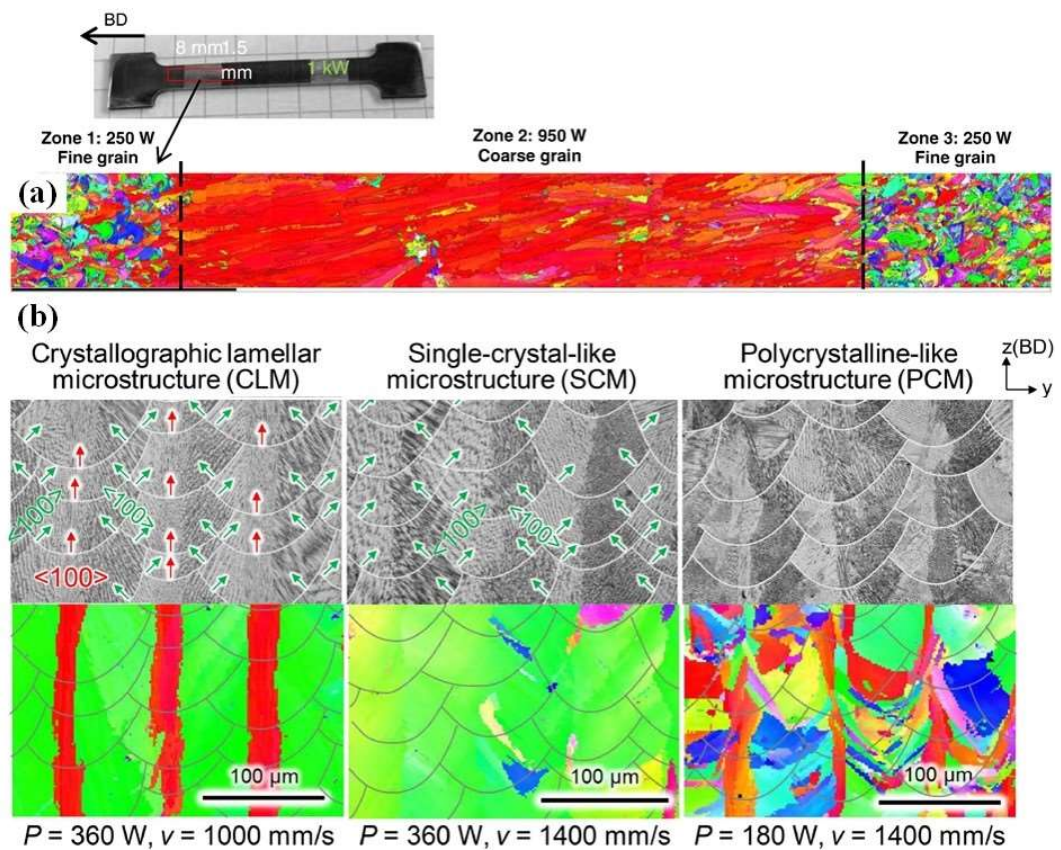 BD
8 mm1.5
mm
1 kW
Zone 1: 250 W
Fine grain
Zone 2: 950 W
Coarse grain
Zone 3: 250 W
Fine grain
(a)
(b)
Crystallographic lamellar
microstructure (CLM)
Single-crystal-like
microstructure (SCM)
Polycrystalline-like
microstructure (PCM)
z(BD)
y
<100>
<100>
<100>
<100>
<100>
100 µm
100 µm
100 µm
P = 360 W, v = 1000 mm/s
P = 360 W, v = 1400 mm/s
P = 180 W, v = 1400 mm/s